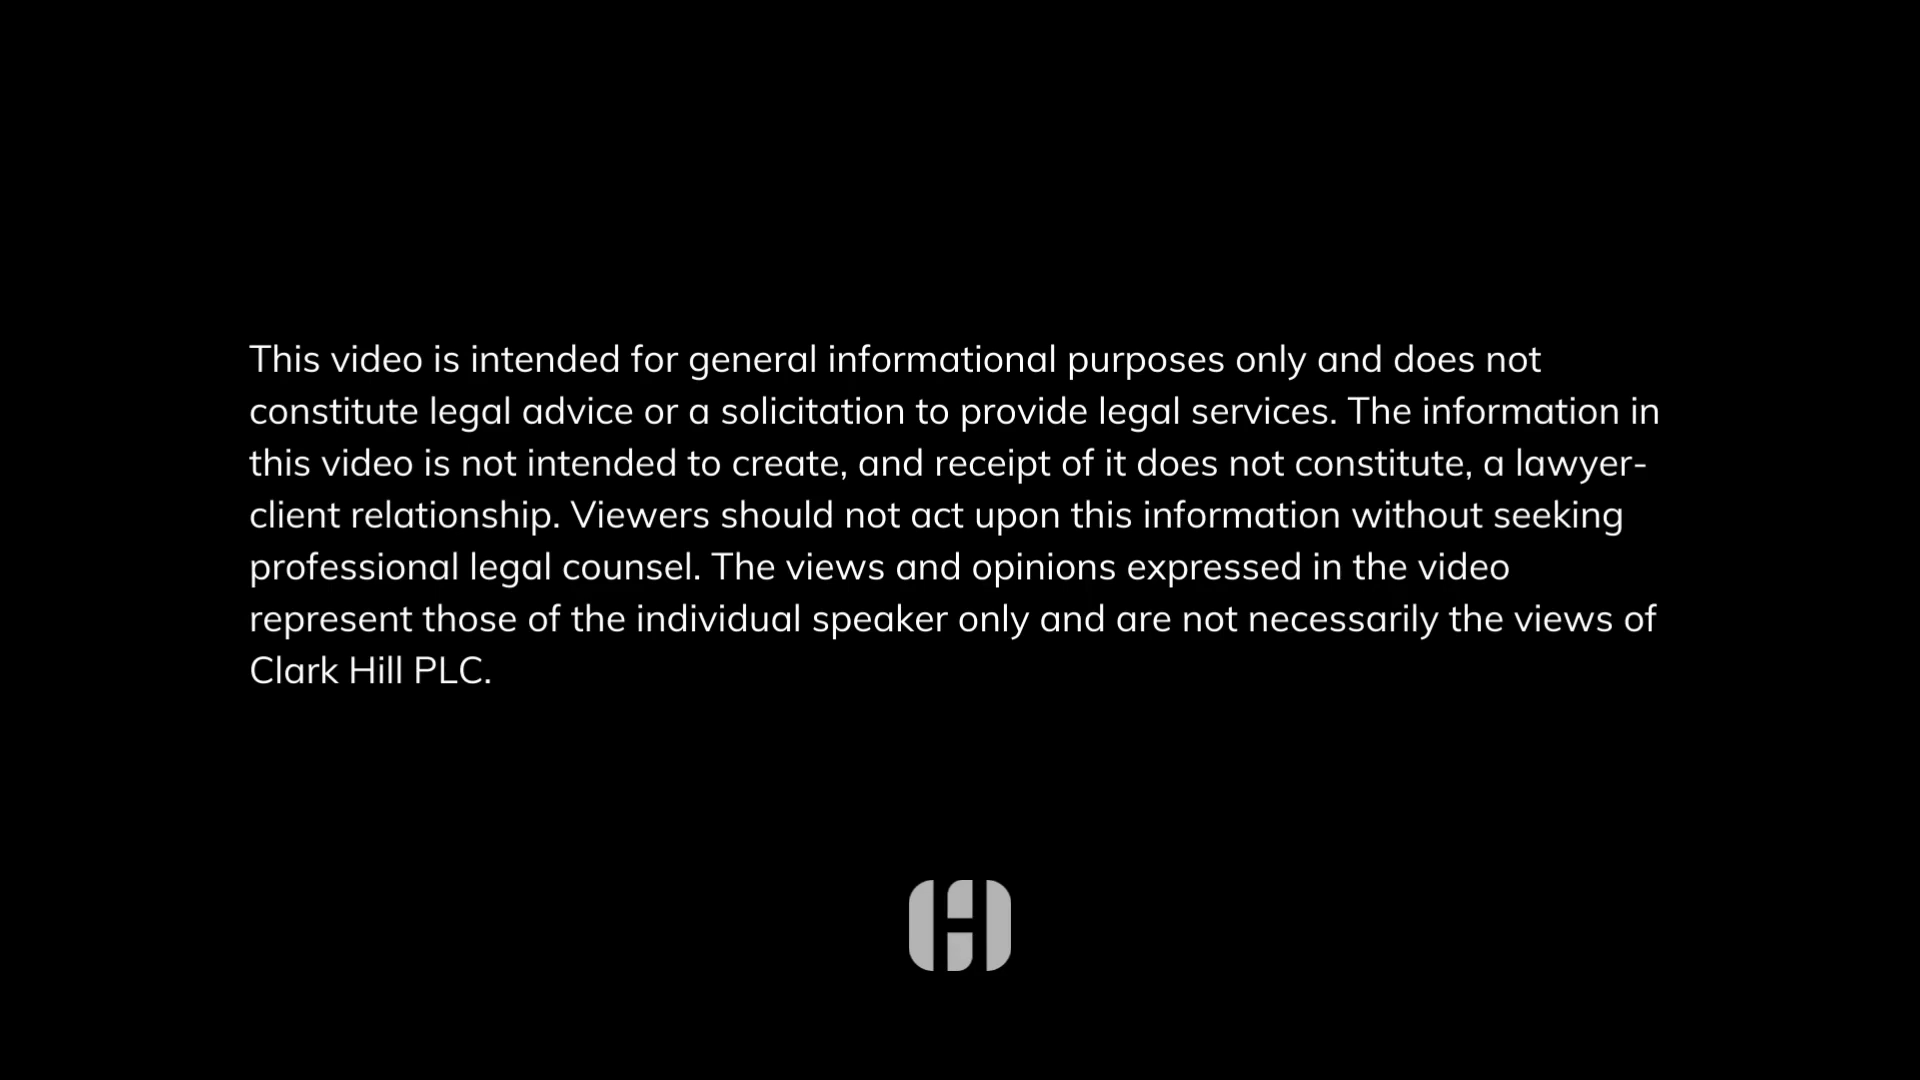 This video is intended for general informational purposes only and does not
constitute legal advice or a solicitation to provide legal services. The information in
this video is not intended to create, and receipt of it does not constitute, a lawyer-
client relationship. Viewers should not act upon this information without seeking
professional legal counsel. The views and opinions expressed in the video
represent those of the individual speaker only and are not necessarily the views of
Clark Hill PLC.